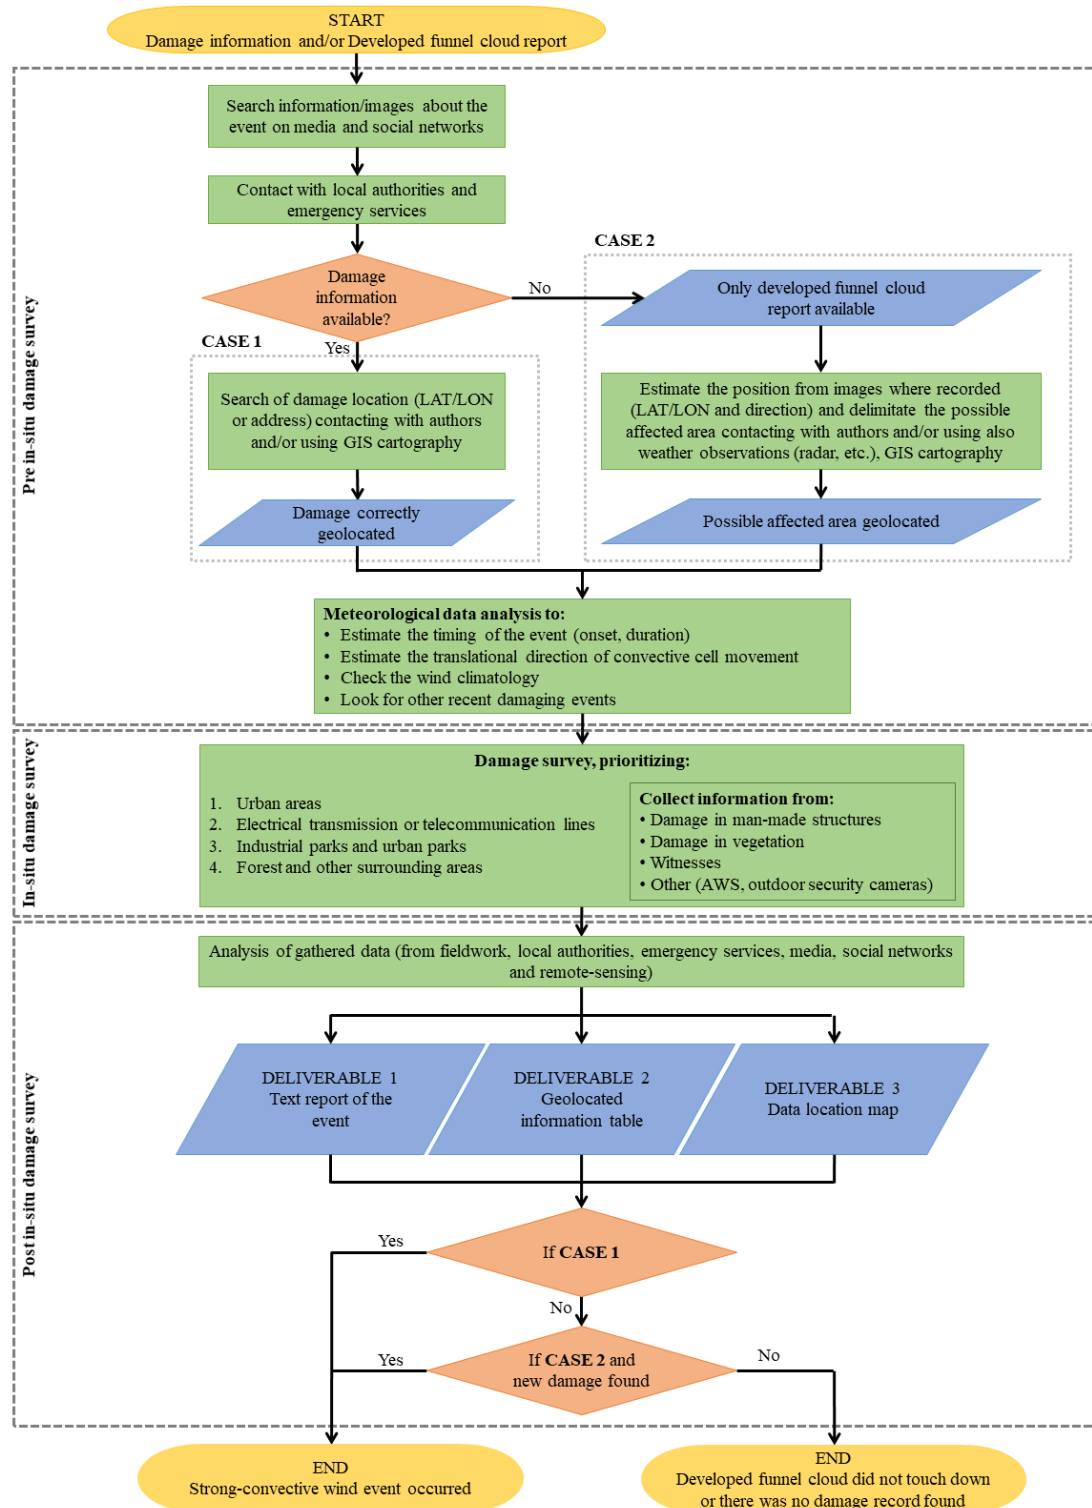 START
Damage information and/or Developed funnel cloud report
Pre in-situ damage survey
Search information/images about the
event on media and social networks
Contact with local authorities and
emergency services
Damage
information
available?
No
Yes
CASE 2
Only developed funnel cloud
report available
CASE 1
Search of damage location (LAT/LON
or address) contacting with authors
and/or using GIS cartography
Estimate the position from images where recorded
(LAT/LON and direction) and delimitate the possible
affected area contacting with authors and/or using also
weather observations (radar, etc.), GIS cartography
Damage correctly
geolocated
Possible affected area geolocated
Meteorological data analysis to:
• Estimate the timing of the event (onset, duration)
• Estimate the translational direction of convective cell movement
• Check the wind climatology
• Look for other recent damaging events
In-situ damage survey
Damage survey, prioritizing:
1. Urban areas
2. Electrical transmission or telecommunication lines
3. Industrial parks and urban parks
4. Forest and other surrounding areas
Collect information from:
• Damage in man-made structures
• Damage in vegetation
• Witnesses
• Other (AWS, outdoor security cameras)
Post in-situ damage survey
Analysis of gathered data (from fieldwork, local authorities, emergency services, media, social networks
and remote-sensing)
DELIVERABLE 1
Text report of the
event
DELIVERABLE 2
Geolocated
information table
DELIVERABLE 3
Data location map
If CASE 1
Yes
No
If CASE 2 and
new damage found
Yes
No
END
Strong-convective wind event occurred
END
Developed funnel cloud did not touch down
or there was no damage record found